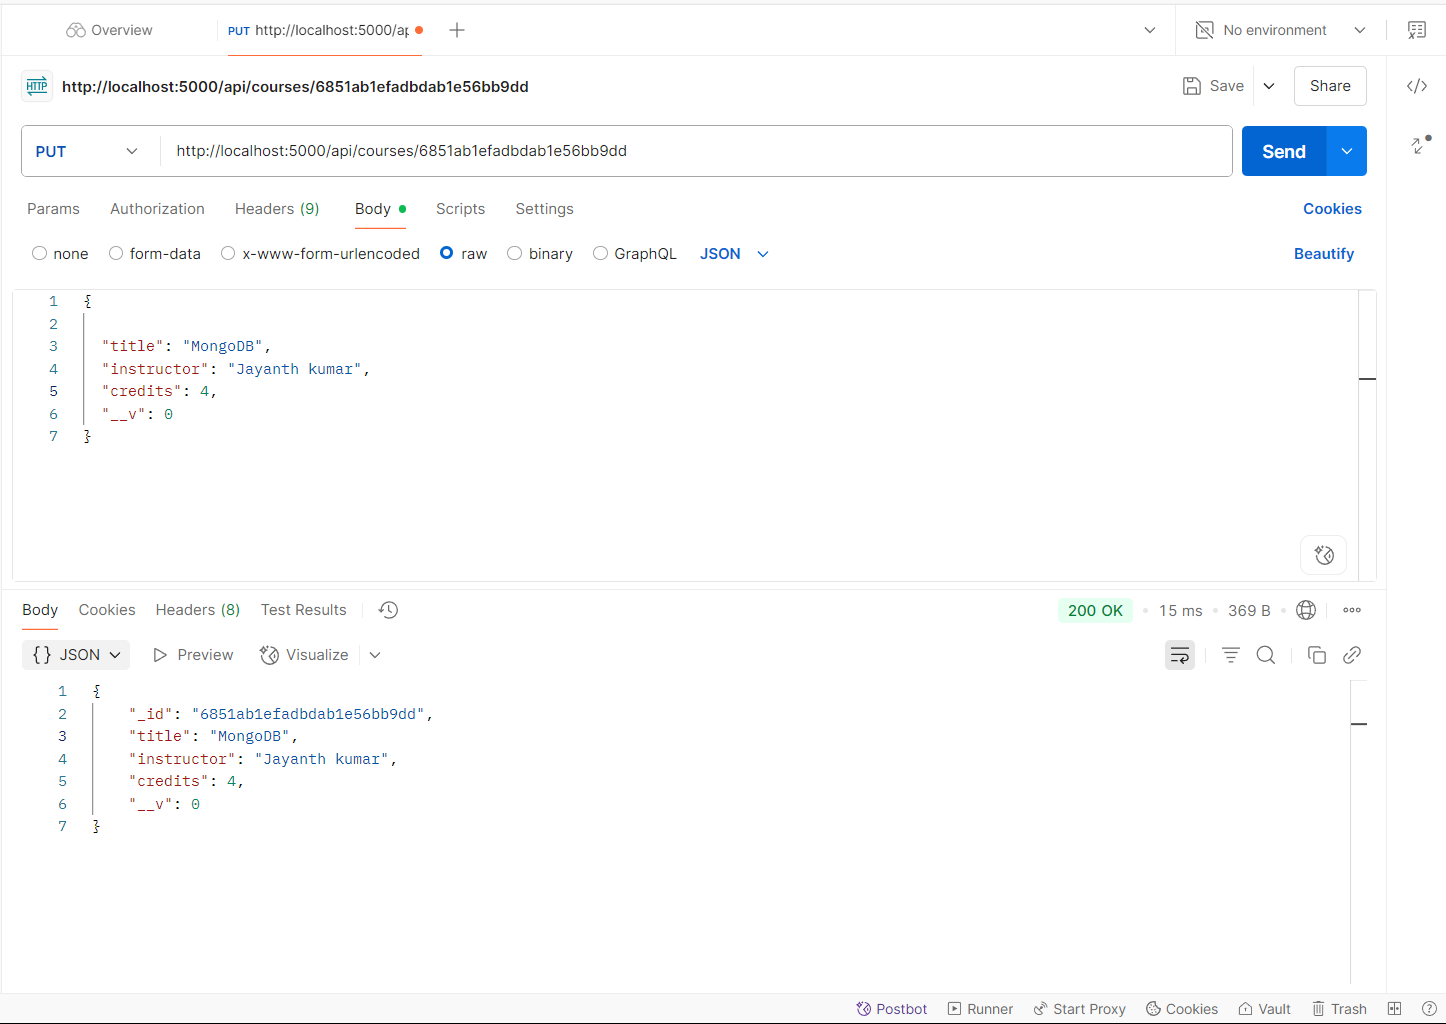 Overview
PUT http://localhost:5000/ap
No environment
HTTP http://localhost:5000/api/courses/6851ab1efadbdab1e56bb9dd
Save
Share
PUT http://localhost:5000/api/courses/6851ab1efadbdab1e56bb9dd
Send
Params Authorization Headers (9) Body Scripts Settings Cookies
none form-data x-www-form-urlencoded raw binary GraphQL JSON Beautify
1 {
2
3 "title": "MongoDB",
4 "instructor": "Jayanth kumar",
5 "credits": 4,
6 "__v": 0
7 }
Body Cookies Headers (8) Test Results 200 OK 15 ms 369 B
{} JSON Preview Visualize
1 {
2 "_id": "6851ab1efadbdab1e56bb9dd",
3 "title": "MongoDB",
4 "instructor": "Jayanth kumar",
5 "credits": 4,
6 "__v": 0
7 }
Postbot Runner Start Proxy Cookies Vault Trash